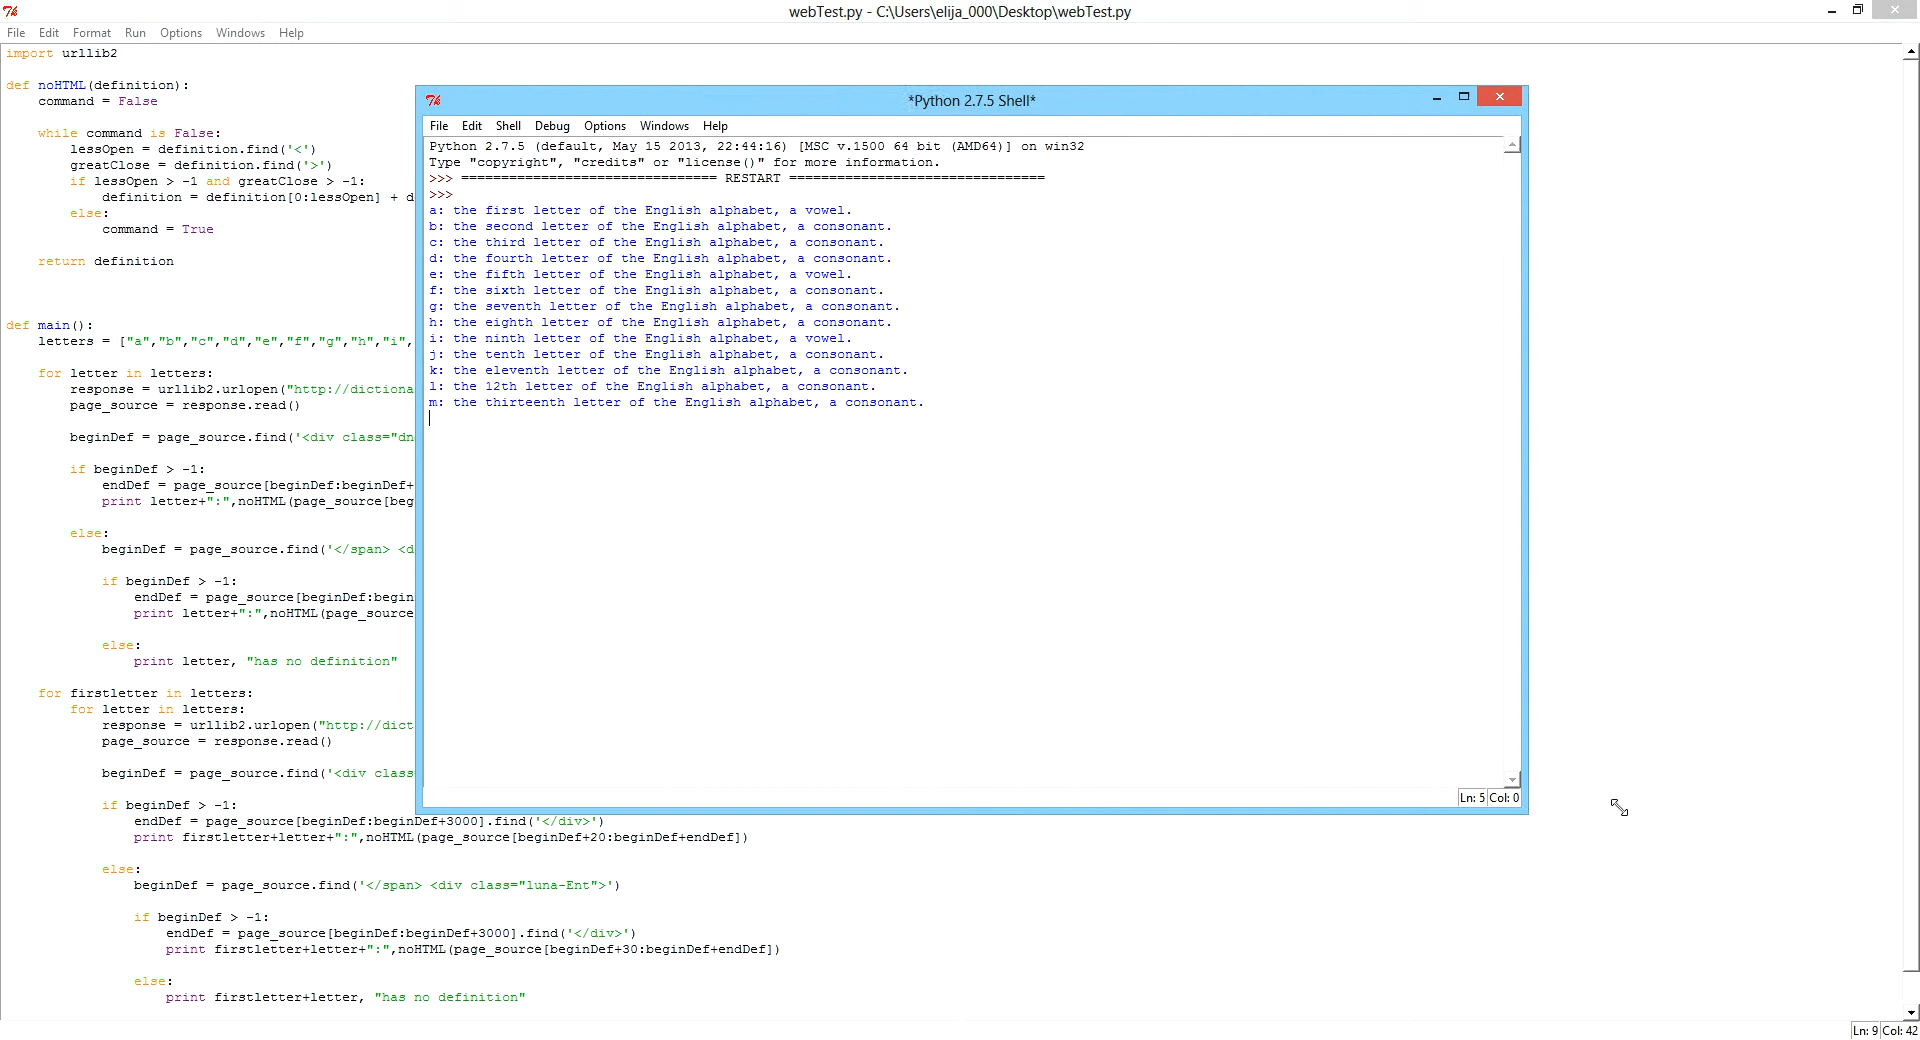 webTest.py - C:\Users\elija_000\Desktop\webTest.py
File Edit Format Run Options Windows Help
import urllib2
def noHTML(definition):
command = False
while command is False:
lessOpen = definition.find('<')
greatClose = definition.find('>')
if lessOpen > -1 and greatClose > -1:
definition = definition[0:lessOpen] + d
else:
command = True
return definition
def main():
letters = ["a","b","c","d","e","f","g","h","i",
for letter in letters:
response = urllib2.urlopen("http://dictiona
page_source = response.read()
beginDef = page_source.find('<div class="dn
if beginDef > -1:
endDef = page_source[beginDef:beginDef+
print letter+":",noHTML(page_source[beg
else:
beginDef = page_source.find('</span> <d
if beginDef > -1:
endDef = page_source[beginDef:begin
print letter+":",noHTML(page_source
else:
print letter, "has no definition"
for firstletter in letters:
for letter in letters:
response = urllib2.urlopen("http://dict
page_source = response.read()
beginDef = page_source.find('<div class
if beginDef > -1:
endDef = page_source[beginDef:beginDef+3000].find('</div>')
print firstletter+letter+":",noHTML(page_source[beginDef+20:beginDef+endDef])
else:
beginDef = page_source.find('</span> <div class="luna-Ent">')
if beginDef > -1:
endDef = page_source[beginDef:beginDef+3000].find('</div>')
print firstletter+letter+":",noHTML(page_source[beginDef+30:beginDef+endDef])
else:
print firstletter+letter, "has no definition"
Ln: 9 Col: 42
*Python 2.7.5 Shell*
File Edit Shell Debug Options Windows Help
Python 2.7.5 (default, May 15 2013, 22:44:16) [MSC v.1500 64 bit (AMD64)] on win32
Type "copyright", "credits" or "license()" for more information.
>>> ================================ RESTART ================================
>>>
a: the first letter of the English alphabet, a vowel.
b: the second letter of the English alphabet, a consonant.
c: the third letter of the English alphabet, a consonant.
d: the fourth letter of the English alphabet, a consonant.
e: the fifth letter of the English alphabet, a vowel.
f: the sixth letter of the English alphabet, a consonant.
g: the seventh letter of the English alphabet, a consonant.
h: the eighth letter of the English alphabet, a consonant.
i: the ninth letter of the English alphabet, a vowel.
j: the tenth letter of the English alphabet, a consonant.
k: the eleventh letter of the English alphabet, a consonant.
l: the 12th letter of the English alphabet, a consonant.
m: the thirteenth letter of the English alphabet, a consonant.
Ln: 5 Col: 0